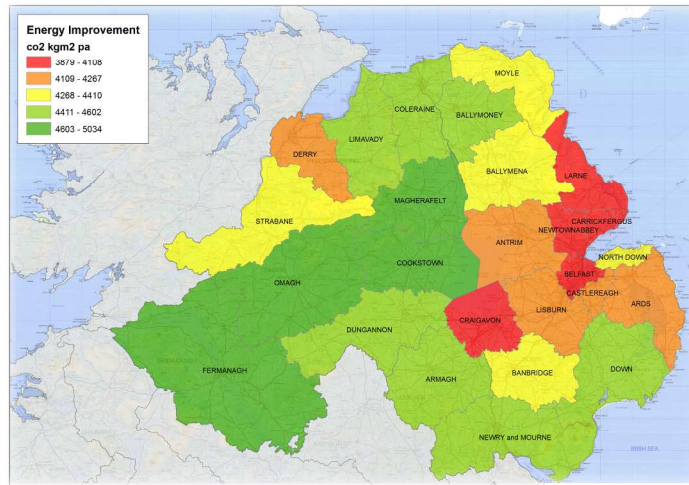 Energy Improvement
co2 kgm2 pa
3879 - 4108
4109 - 4267
4268 - 4410
4411 - 4602
4603 - 5034
MOYLE
COLERAINE
BALLYMONEY
LIMAVADY
DERRY
BALLYMENA
LARNE
MAGHERAFELT
STRABANE
CARRICKFERGUS
NEWTOWNABBEY
ANTRIM
NORTH DOWN
COOKSTOWN
BELFAST
OMAGH
CASTLEREAGH
ARDS
LISBURN
CRAIGAVON
DUNGANNON
FERMANAGH
BANBRIDGE
DOWN
ARMAGH
NEWRY and MOURNE
IRISH SEA